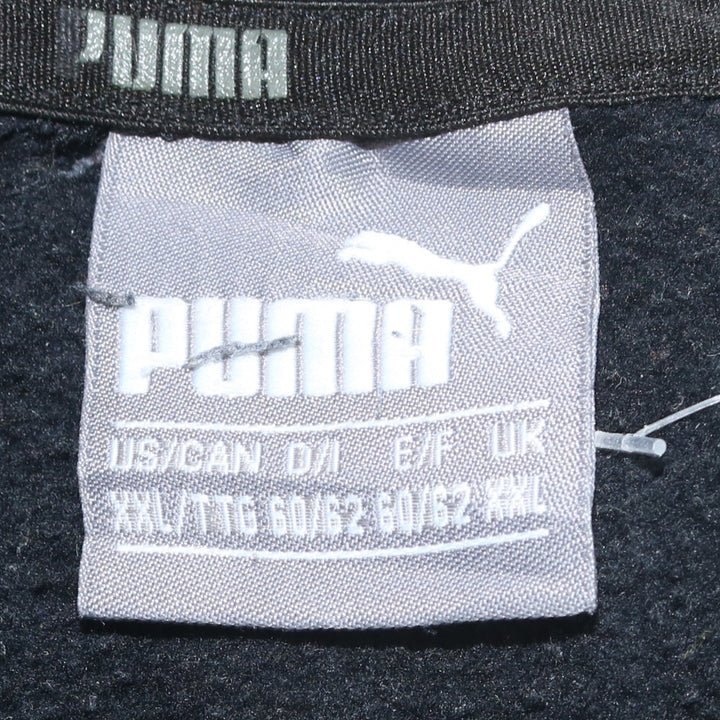 PUMA
PUMA
US/CAN D/I E/F UK
XXL/TTG 60/62 60/62 XXL